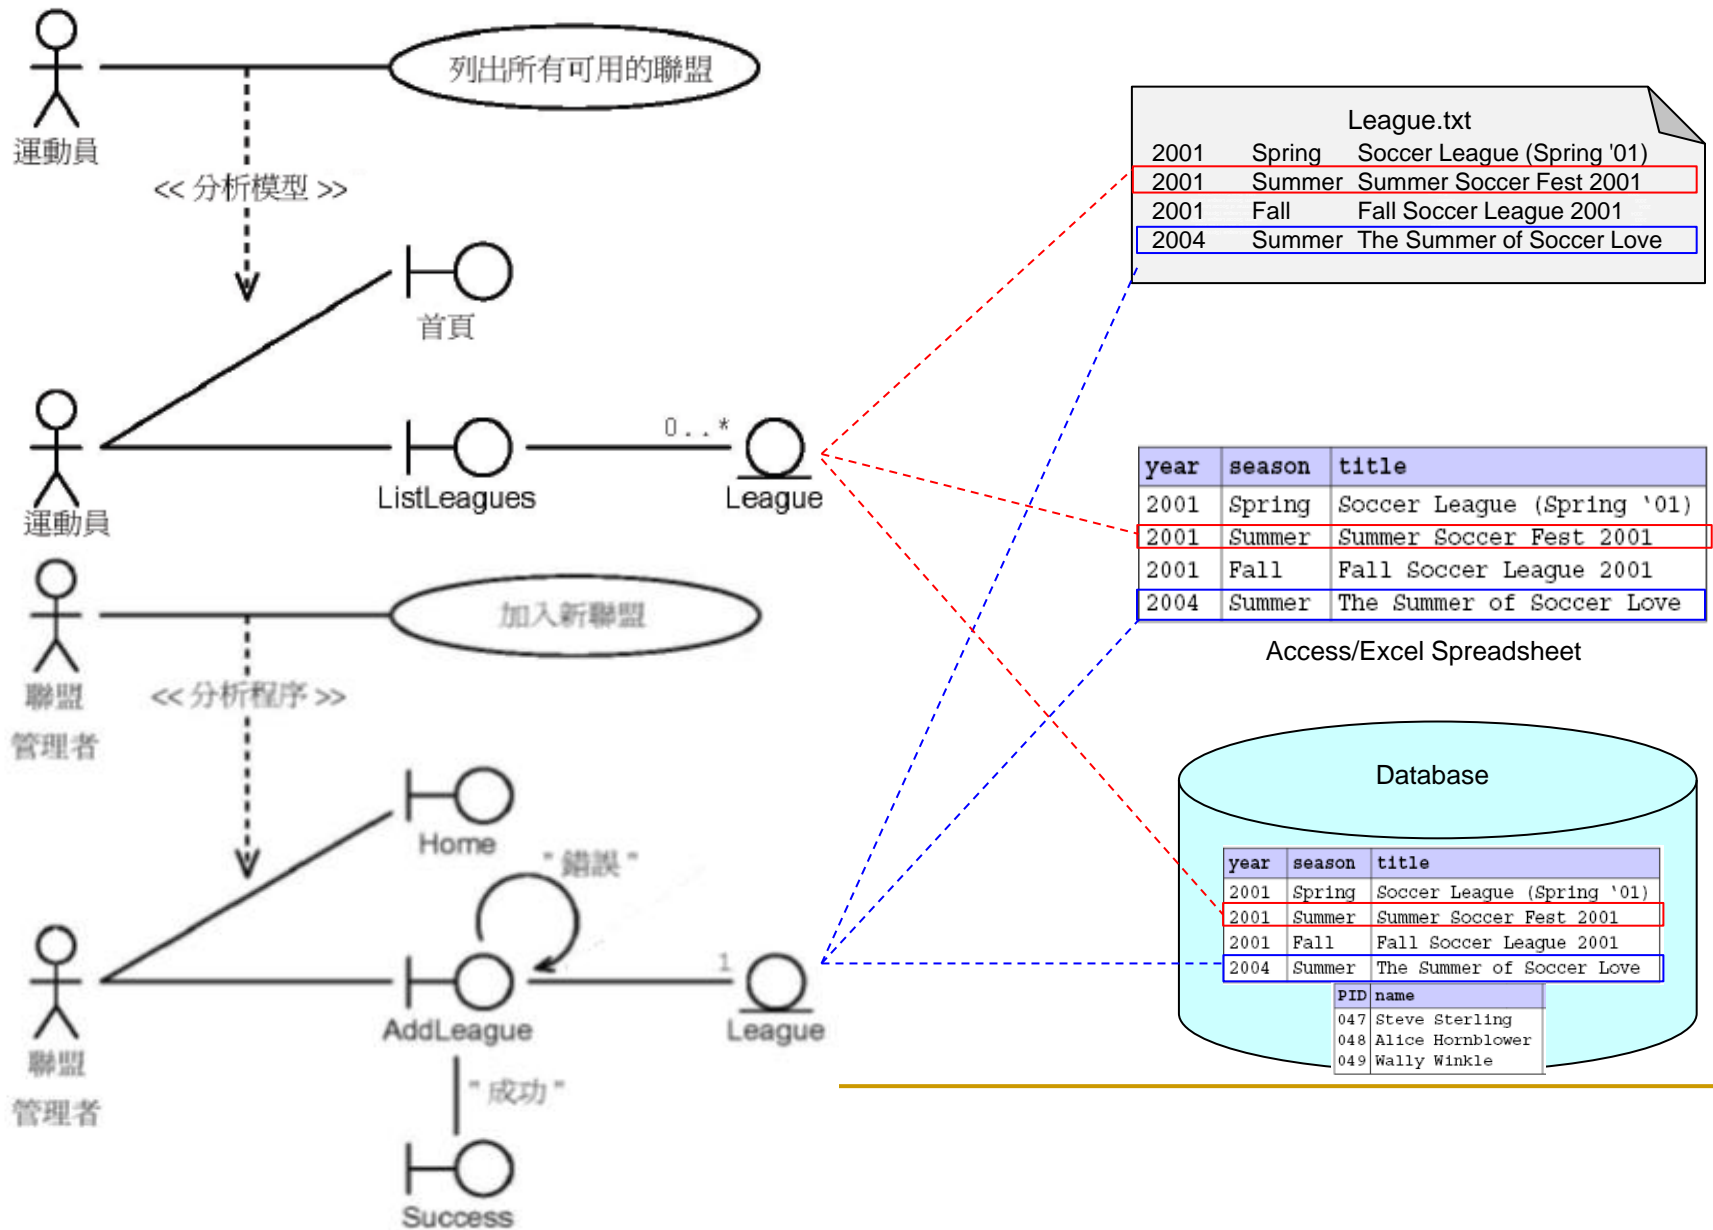 列出所有可用的聯盟
運動員
<< 分析模型 >>
首頁
0..*
ListLeagues
League
運動員
加入新聯盟
聯盟
管理者
<< 分析程序 >>
Home
" 錯誤 "
1
AddLeague
League
聯盟
管理者
" 成功 "
Success
League.txt
2001 Spring Soccer League (Spring '01)
2001 Summer Summer Soccer Fest 2001
2001 Fall Fall Soccer League 2001
2004 Summer The Summer of Soccer Love
year season title
2001 Spring Soccer League (Spring ‘01)
2001 Summer Summer Soccer Fest 2001
2001 Fall Fall Soccer League 2001
2004 Summer The Summer of Soccer Love
Access/Excel Spreadsheet
Database
year season title
2001 Spring Soccer League (Spring ‘01)
2001 Summer Summer Soccer Fest 2001
2001 Fall Fall Soccer League 2001
2004 Summer The Summer of Soccer Love
PID name
047 Steve Sterling
048 Alice Hornblower
049 Wally Winkle